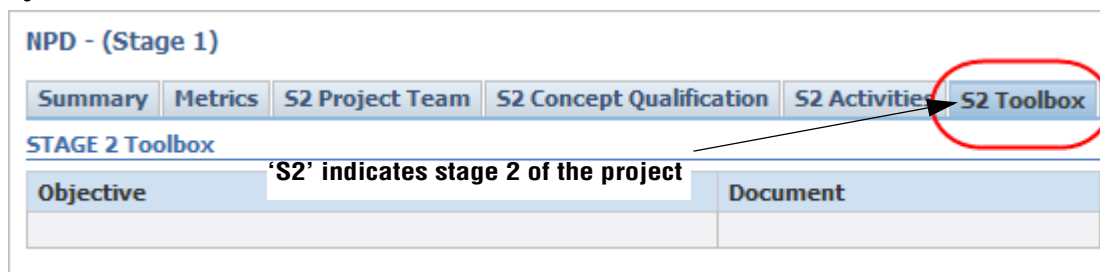 NPD - (Stage 1)
Summary Metrics S2 Project Team S2 Concept Qualification S2 Activities S2 Toolbox
STAGE 2 Toolbox
‘S2’ indicates stage 2 of the project
Objective Document